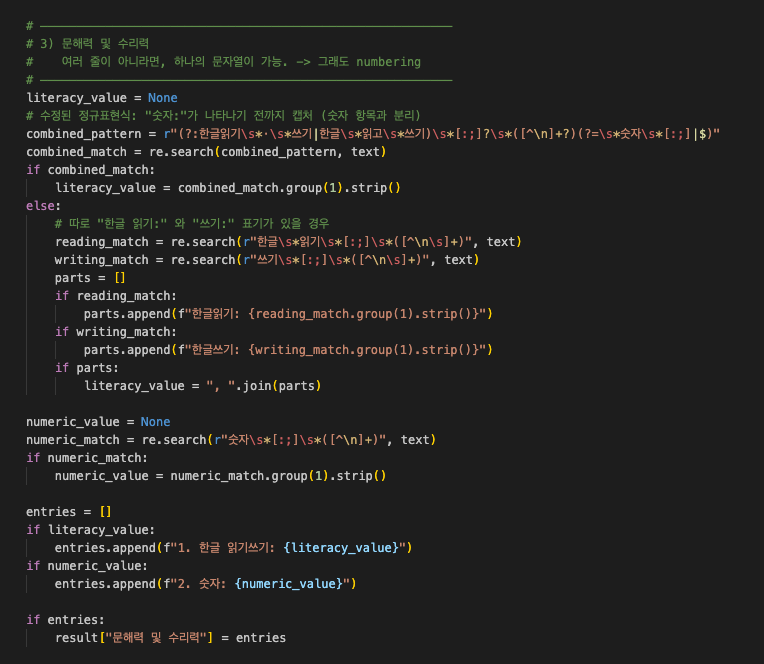 # ──────────────────────────────────────────────
# 3) 문해력 및 수리력
#    여러 줄이 아니라면, 하나의 문자열이 가능. -> 그래도 numbering
# ──────────────────────────────────────────────
literacy_value = None
# 수정된 정규표현식: "숫자:"가 나타나기 전까지 캡처 (숫자 항목과 분리)
combined_pattern = r"(?:한글읽기\s*·\s*쓰기|한글\s*읽고\s*쓰기)\s*[:;]?\s*([^\n]+?)(?=\s*숫자\s*[:;]|$)"
combined_match = re.search(combined_pattern, text)
if combined_match:
    literacy_value = combined_match.group(1).strip()
else:
    # 따로 "한글 읽기:" 와 "쓰기:" 표기가 있을 경우
    reading_match = re.search(r"한글\s*읽기\s*[:;]\s*([^\n\s]+)", text)
    writing_match = re.search(r"쓰기\s*[:;]\s*([^\n\s]+)", text)
    parts = []
    if reading_match:
        parts.append(f"한글읽기: {reading_match.group(1).strip()}")
    if writing_match:
        parts.append(f"한글쓰기: {writing_match.group(1).strip()}")
    if parts:
        literacy_value = ", ".join(parts)

numeric_value = None
numeric_match = re.search(r"숫자\s*[:;]\s*([^\n]+)", text)
if numeric_match:
    numeric_value = numeric_match.group(1).strip()

entries = []
if literacy_value:
    entries.append(f"1. 한글 읽기쓰기: {literacy_value}")
if numeric_value:
    entries.append(f"2. 숫자: {numeric_value}")

if entries:
    result["문해력 및 수리력"] = entries